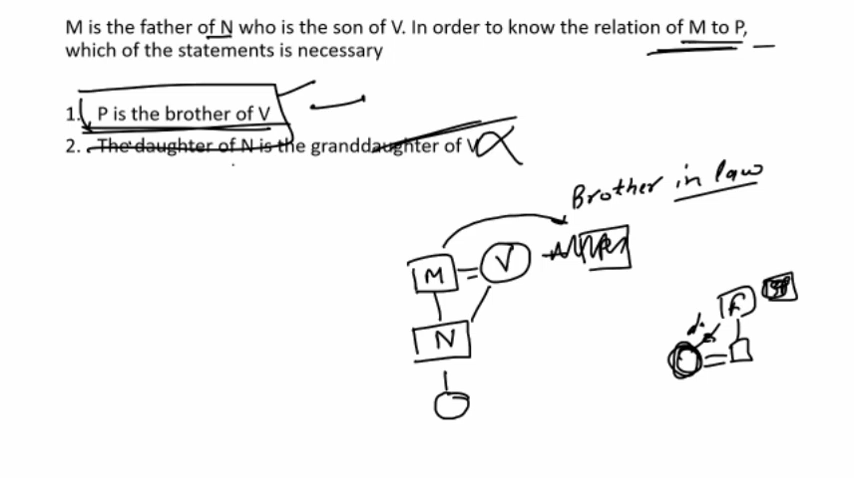 M is the father of N who is the son of V. In order to know the relation of M to P,
which of the statements is necessary
1. P is the brother of V
2. The daughter of N is the granddaughter of V
Brother in law
M = V
N